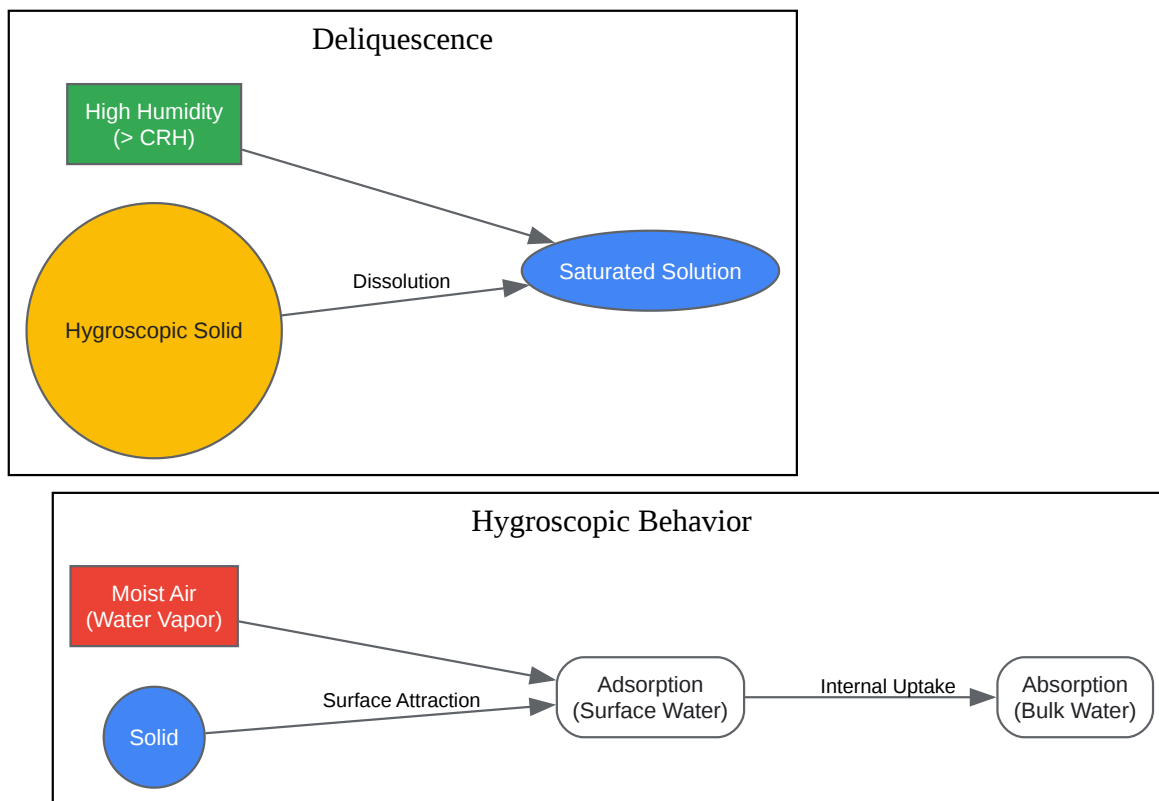 Deliquescence
High Humidity
(> CRH)
Dissolution
Saturated Solution
Hygroscopic Solid
Hygroscopic Behavior
Moist Air
(Water Vapor)
Surface Attraction
Solid
Adsorption
(Surface Water)
Internal Uptake
Absorption
(Bulk Water)